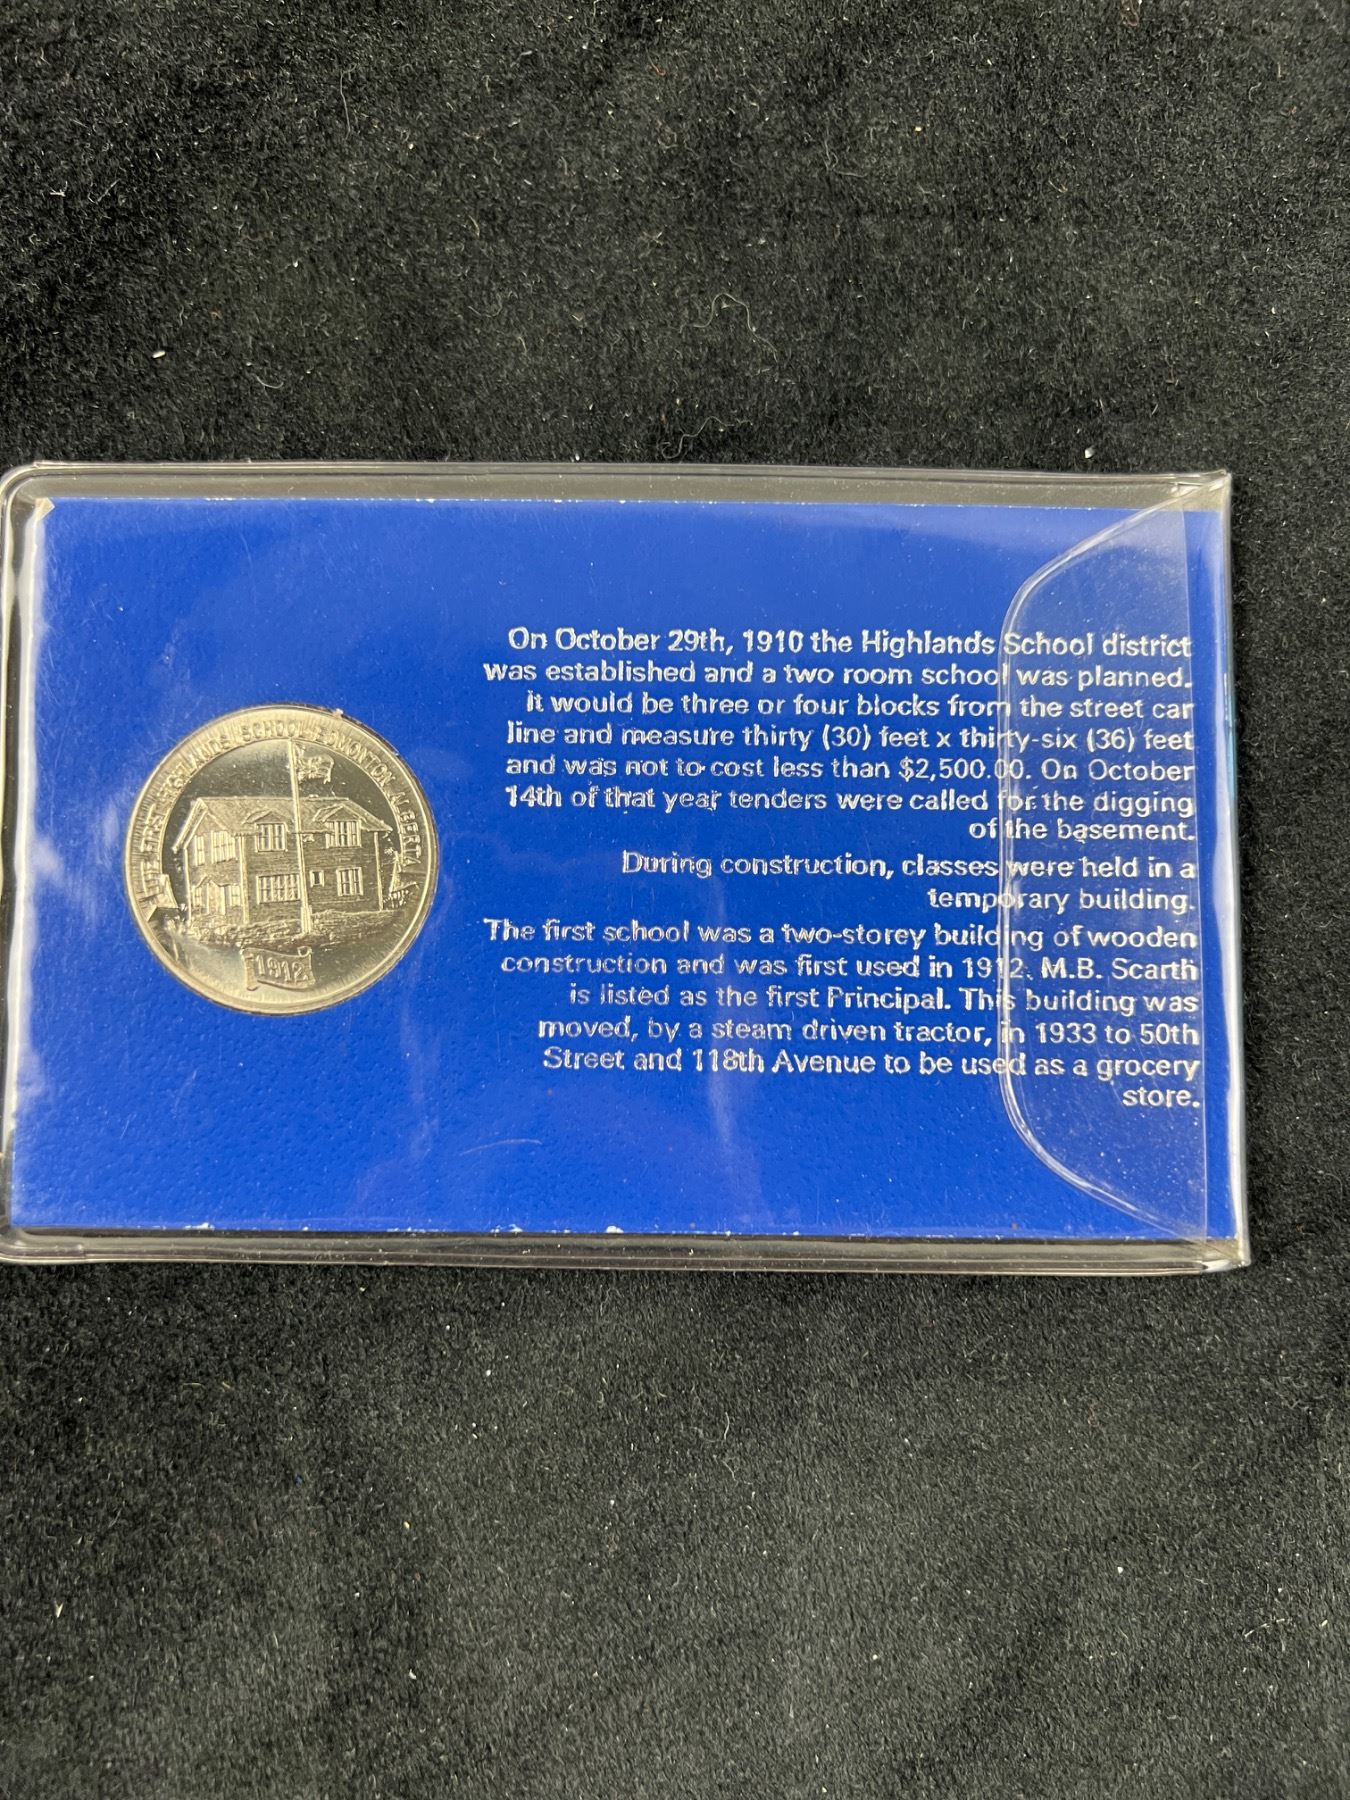 THE FIRST HIGHLANDS SCHOOL EDMONTON ALBERTA
1912
On October 29th, 1910 the Highlands School district
was established and a two room school was planned.
It would be three or four blocks from the street car
line and measure thirty (30) feet x thirty-six (36) feet
and was not to cost less than $2,500.00. On October
14th of that year tenders were called for the digging
of the basement.
During construction, classes were held in a
temporary building.
The first school was a two-storey building of wooden
construction and was first used in 1912. M.B. Scarth
is listed as the first Principal. This building was
moved, by a steam driven tractor, in 1933 to 50th
Street and 118th Avenue to be used as a grocery
store.